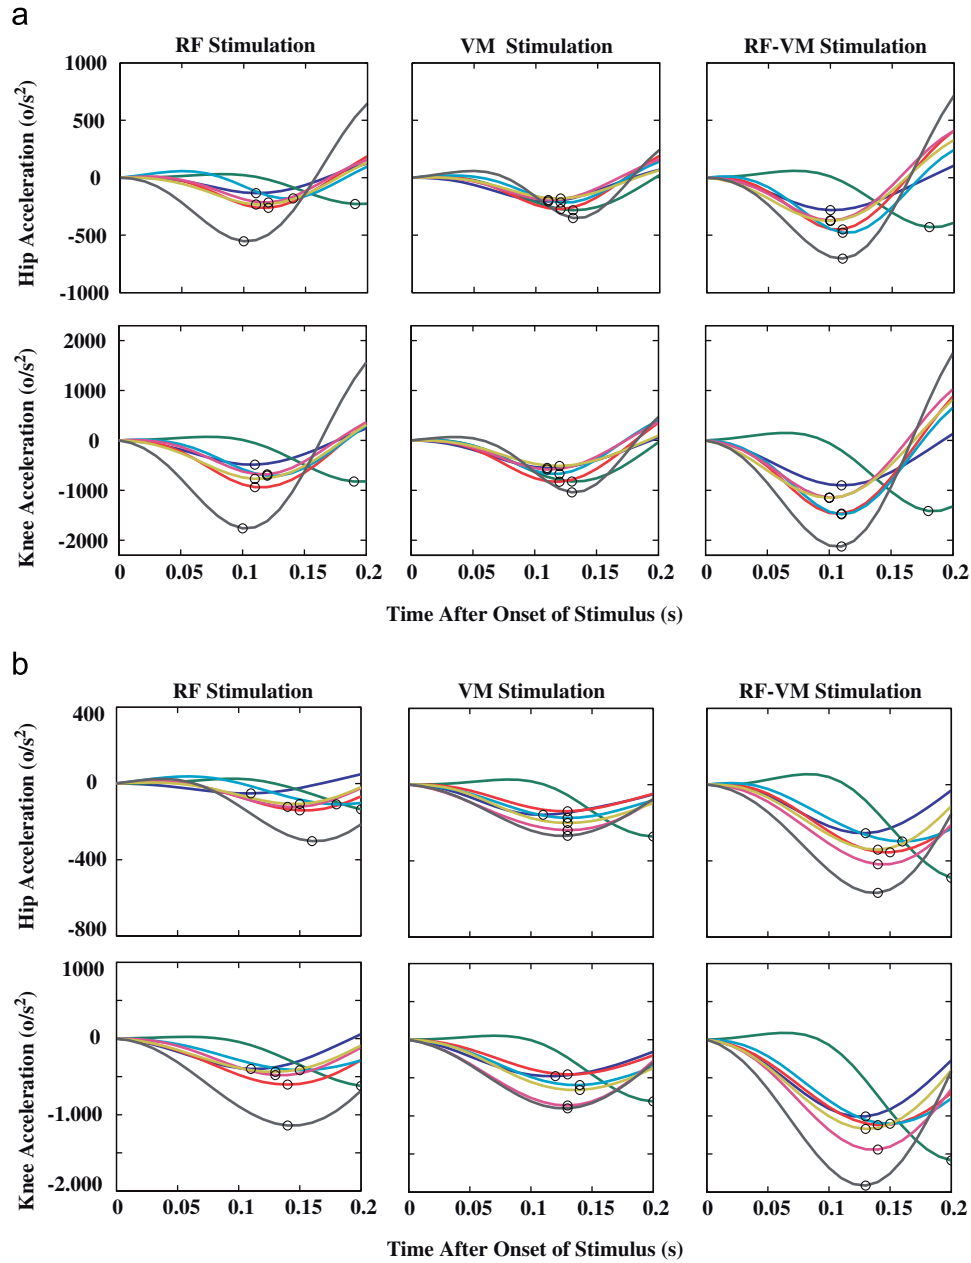 a
RF Stimulation VM Stimulation RF-VM Stimulation
Hip Acceleration (o/s²)
1000
500
0
-500
-1000
Knee Acceleration (o/s²)
2000
1000
0
-1000
-2000
0 0.05 0.1 0.15 0.2 0 0.05 0.1 0.15 0.2 0 0.05 0.1 0.15 0.2
Time After Onset of Stimulus (s)
b
RF Stimulation VM Stimulation RF-VM Stimulation
Hip Acceleration (o/s²)
400
0
-400
-800
Knee Acceleration (o/s²)
1000
0
-1.000
-2.000
0 0.05 0.1 0.15 0.2 0 0.05 0.1 0.15 0.2 0 0.05 0.1 0.15 0.2
Time After Onset of Stimulus (s)